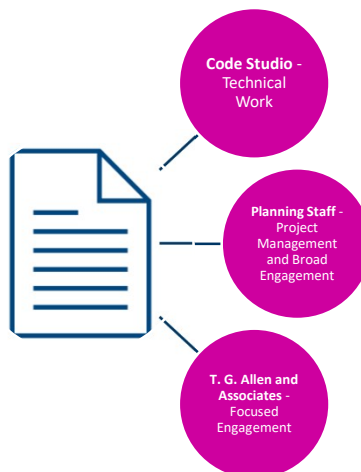 Code Studio -
Technical
Work
Planning Staff -
Project
Management
and Broad
Engagement
T. G. Allen and
Associates -
Focused
Engagement